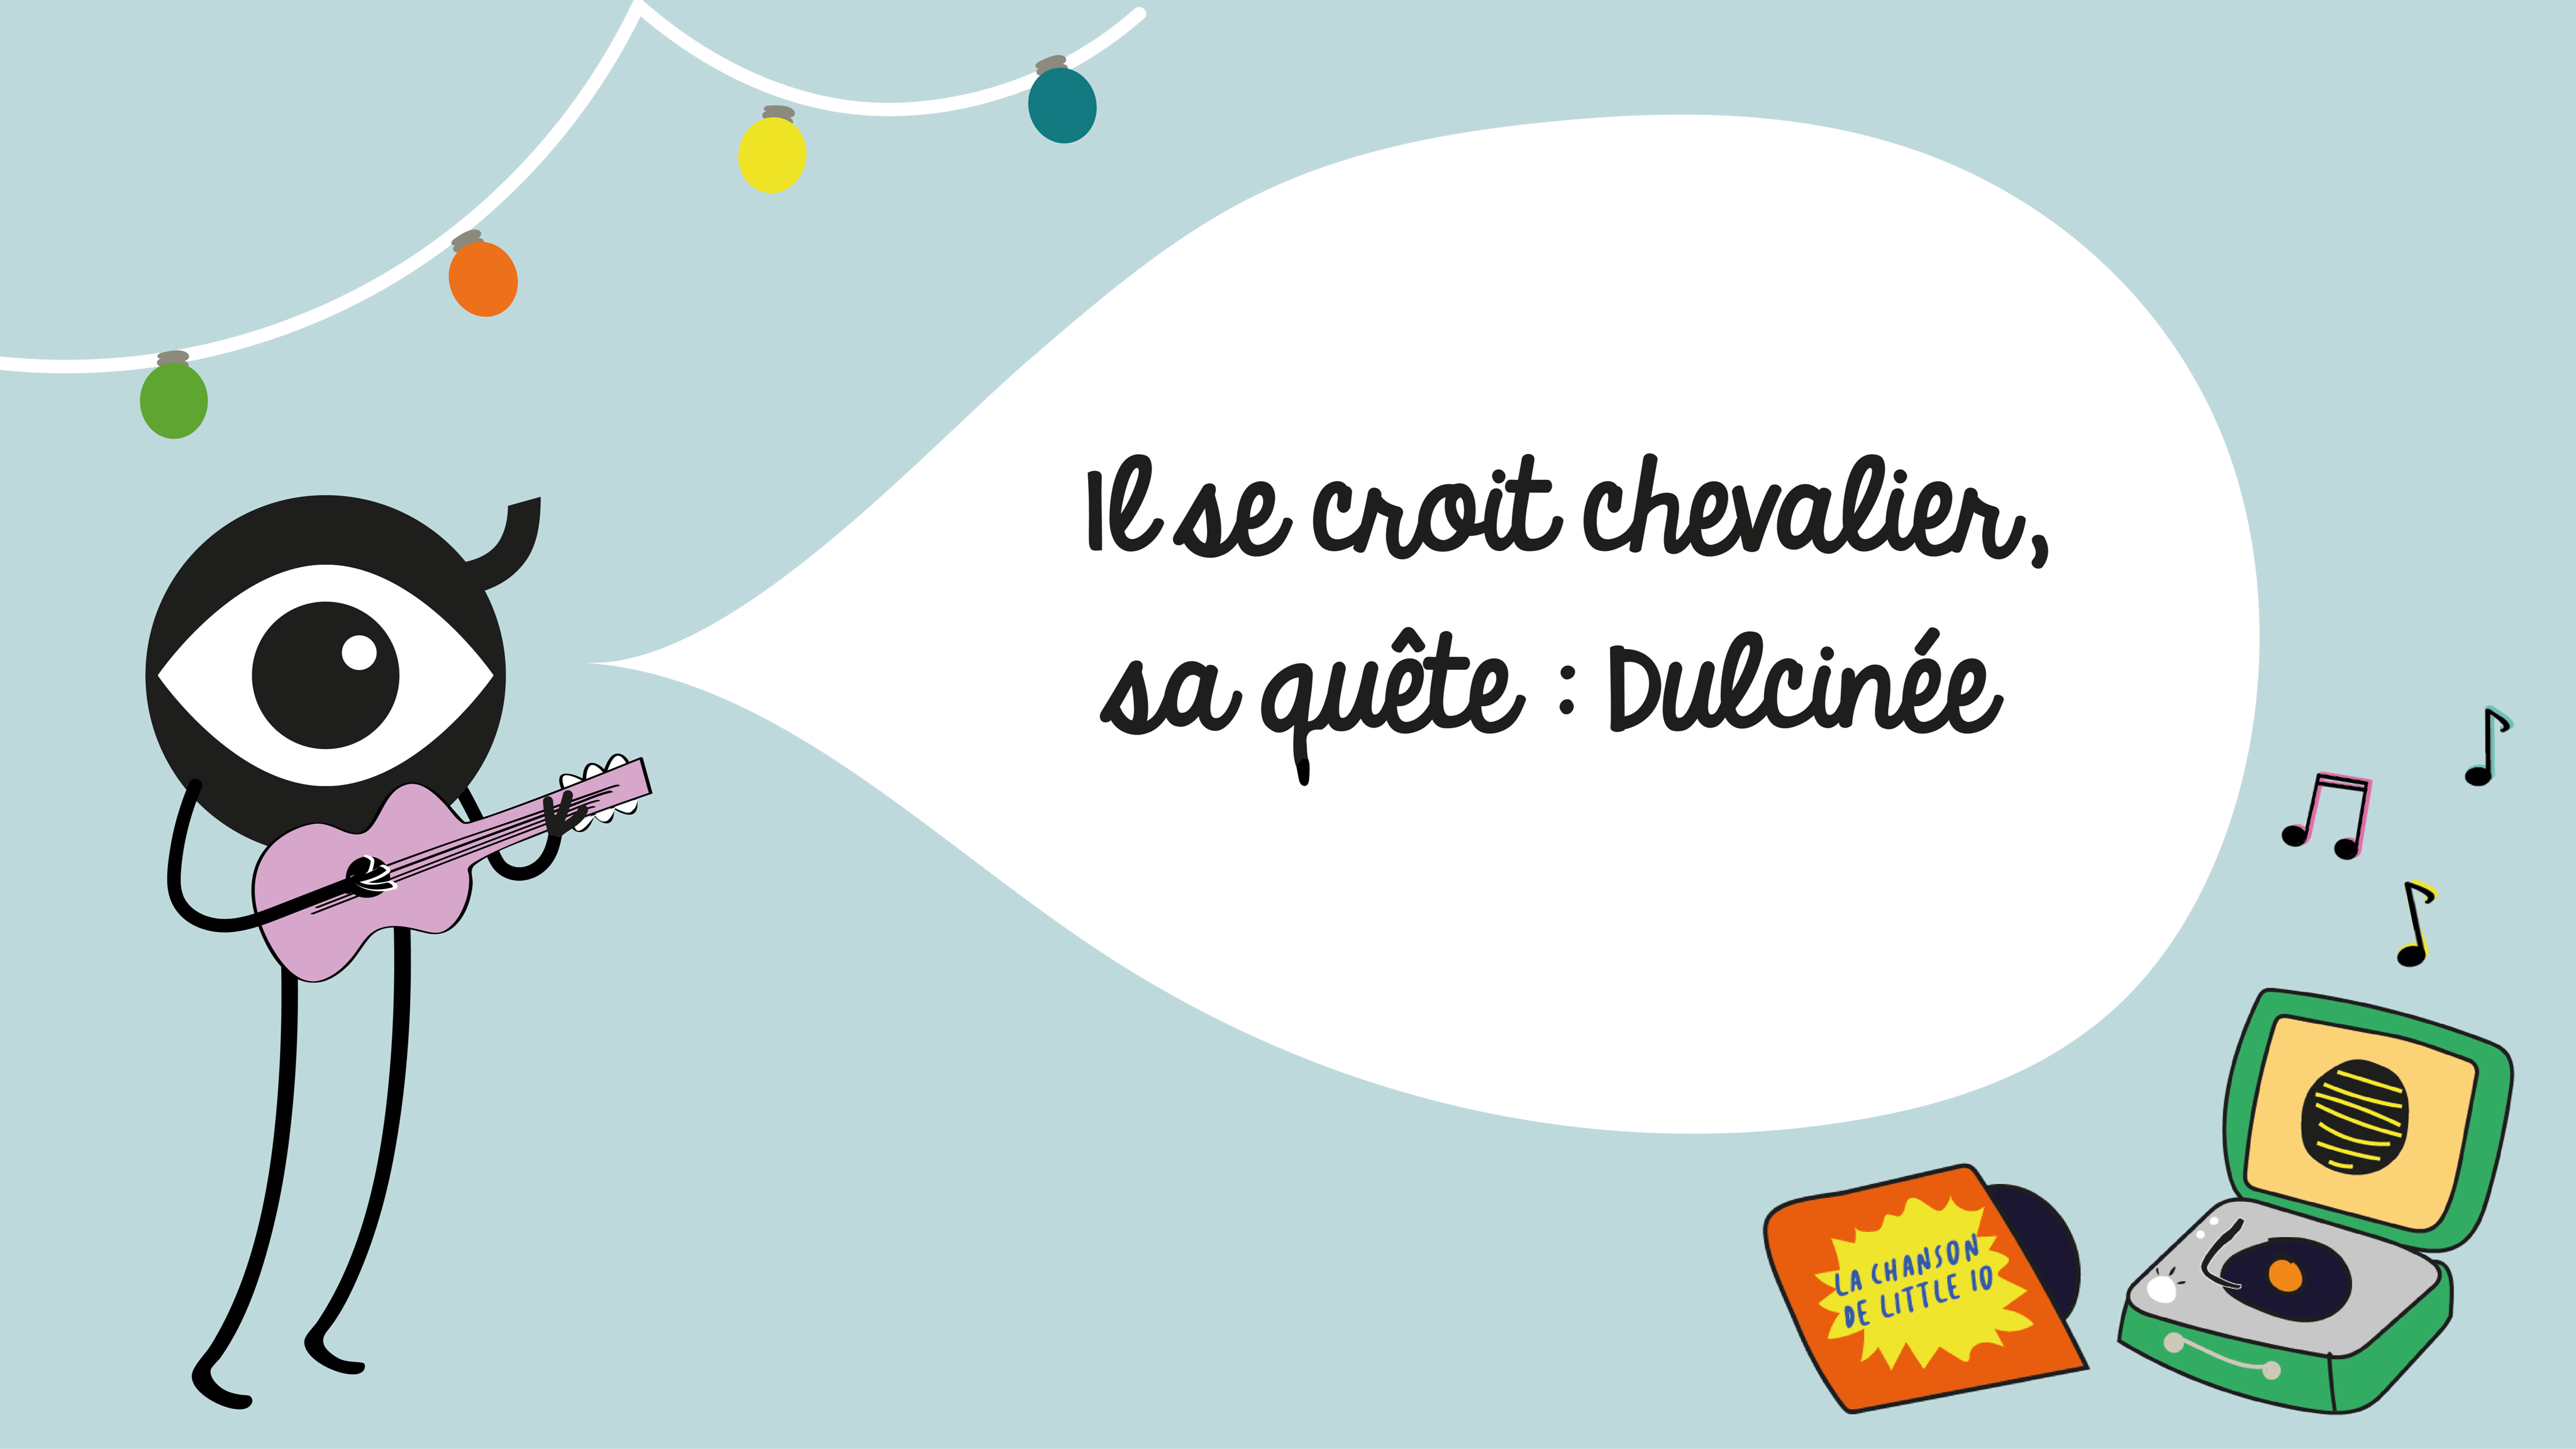 Il se croit chevalier,
sa quête : Dulcinée
LA CHANSON
DE LITTLE IO